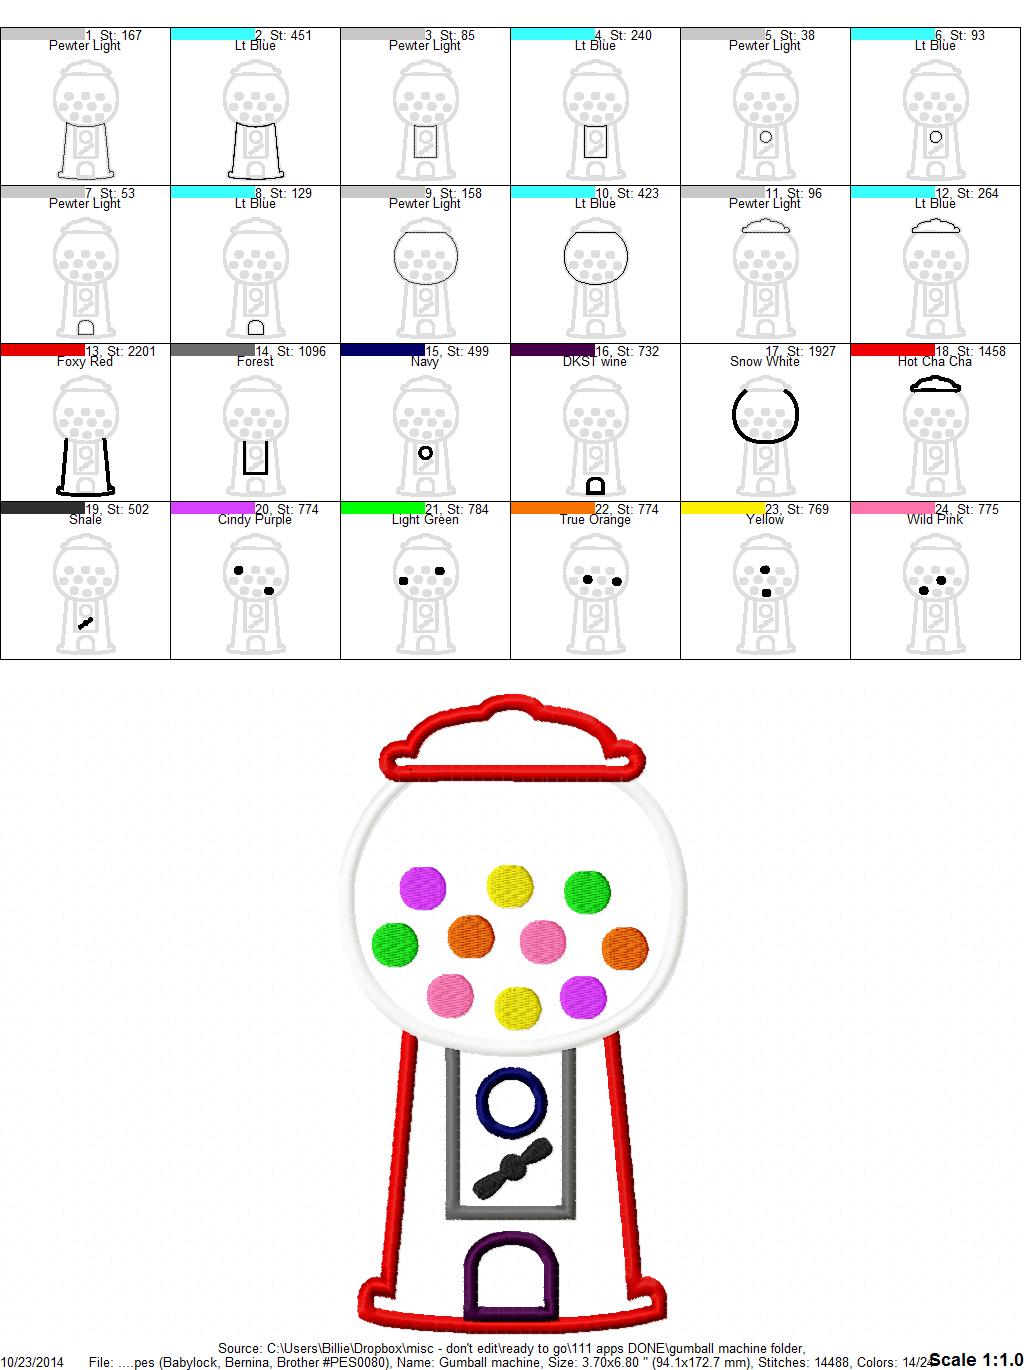 1, St: 167 2, St: 451 3, St: 85 4, St: 240 5, St: 38 6, St: 93
Pewter Light Lt Blue Pewter Light Lt Blue Pewter Light Lt Blue
7, St: 53 8, St: 129 9, St: 158 10, St: 423 11, St: 96 12, St: 264
Pewter Light Lt Blue Pewter Light Lt Blue Pewter Light Lt Blue
13, St: 2201 14, St: 1096 15, St: 499 16, St: 732 17, St: 1927 18, St: 1458
Foxy Red Forest Navy DKST wine Snow White Hot Cha Cha
19, St: 502 20, St: 774 21, St: 784 22, St: 774 23, St: 769 24, St: 775
Shale Cindy Purple Light Green True Orange Yellow Wild Pink
Source: C:\Users\Billie\Dropbox\misc - don't edit\ready to go\111 apps DONE\gumball machine folder,
10/23/2014 File: ....pes (Babylock, Bernina, Brother #PES0080), Name: Gumball machine, Size: 3.70x6.80 " (94.1x172.7 mm), Stitches: 14488, Colors: 14/24 Scale 1:1.0